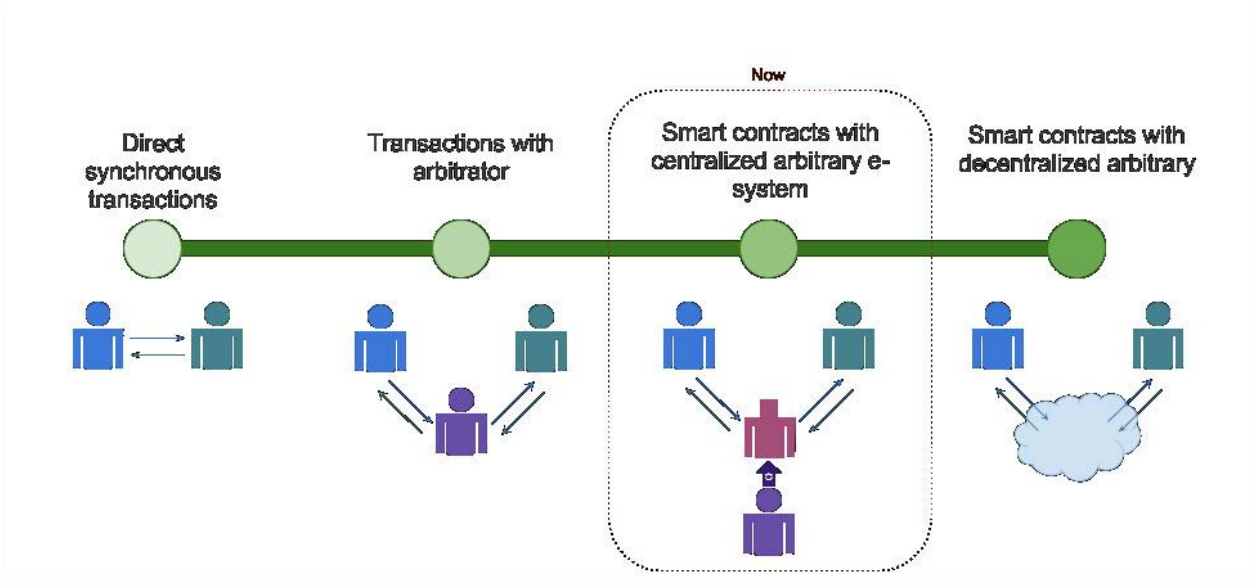 Now
Direct
synchronous
transactions
Transactions with
arbitrator
Smart contracts with
centralized arbitrary e-
system
Smart contracts with
decentralized arbitrary